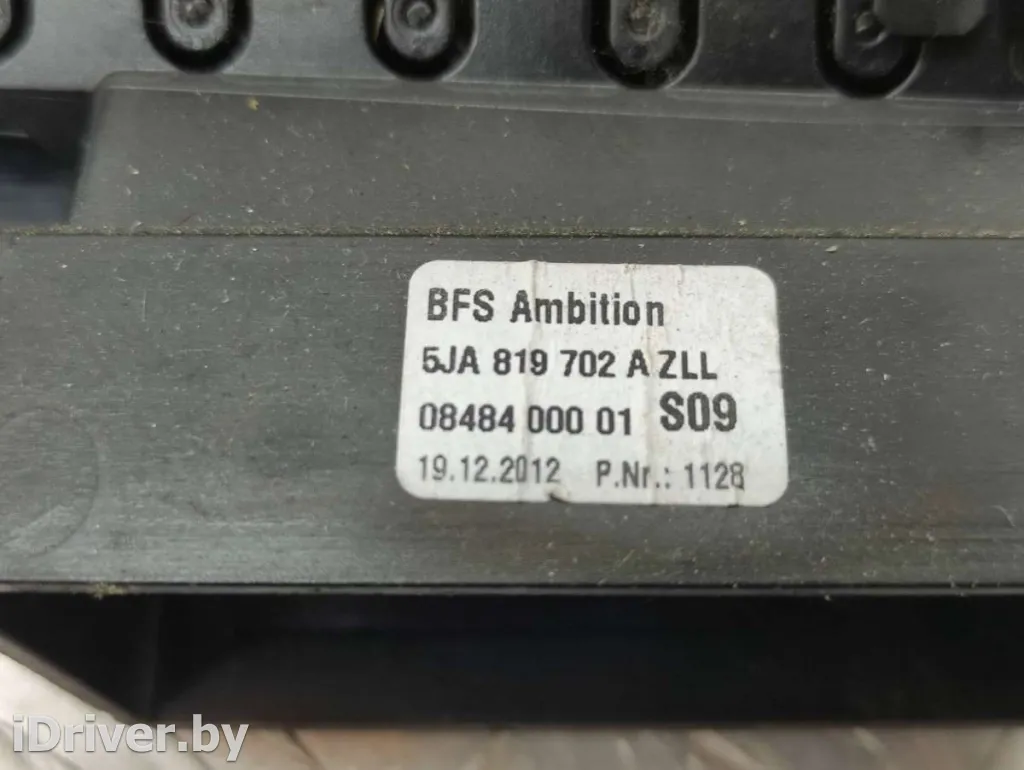 BFS Ambition
5JA 819 702 A ZLL
08484 000 01 S09
19.12.2012 P.Nr.: 1128
iDriver.by